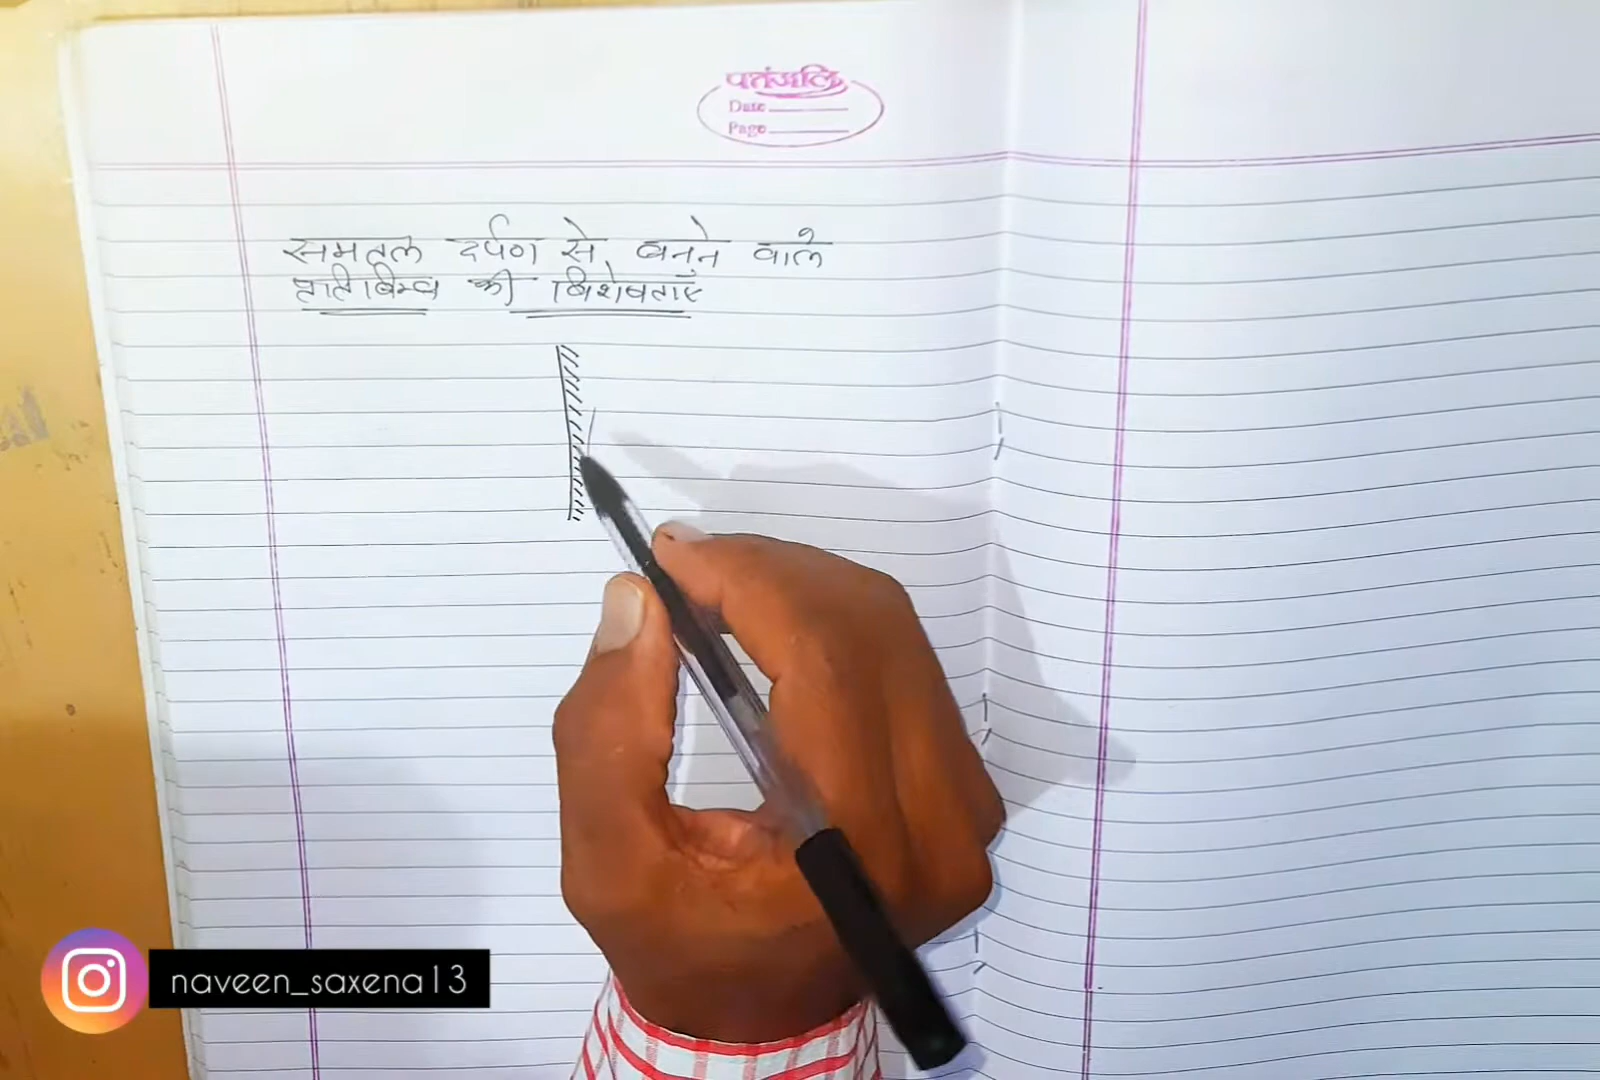 पतंजलि
Date
Page
समतल दर्पण से बनने वाले
प्रतिबिम्ब की विशेषताएँ
naveen_saxena13